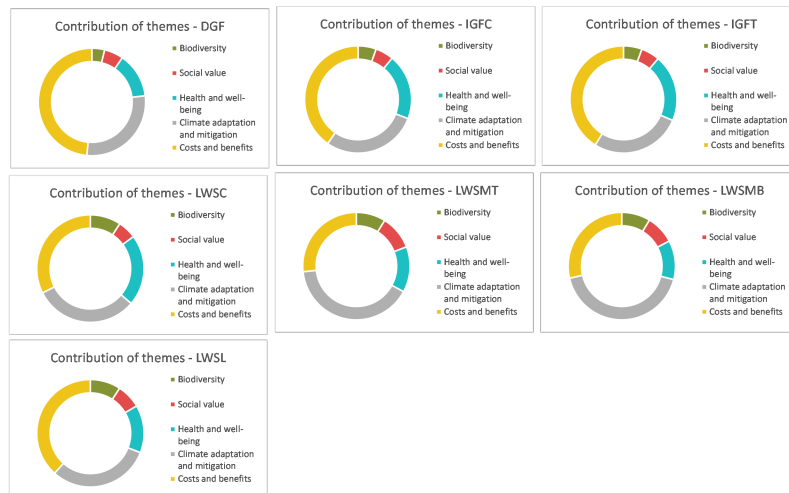 Contribution of themes - DGF
Biodiversity
Social value
Health and well-
being
Climate adaptation
and mitigation
Costs and benefits
Contribution of themes - IGFC
Biodiversity
Social value
Health and well-
being
Climate adaptation
and mitigation
Costs and benefits
Contribution of themes - IGFT
Biodiversity
Social value
Health and well-
being
Climate adaptation
and mitigation
Costs and benefits
Contribution of themes - LWSC
Biodiversity
Social value
Health and well-
being
Climate adaptation
and mitigation
Costs and benefits
Contribution of themes - LWSMT
Biodiversity
Social value
Health and well-
being
Climate adaptation
and mitigation
Costs and benefits
Contribution of themes - LWSMB
Biodiversity
Social value
Health and well-
being
Climate adaptation
and mitigation
Costs and benefits
Contribution of themes - LWSL
Biodiversity
Social value
Health and well-
being
Climate adaptation
and mitigation
Costs and benefits